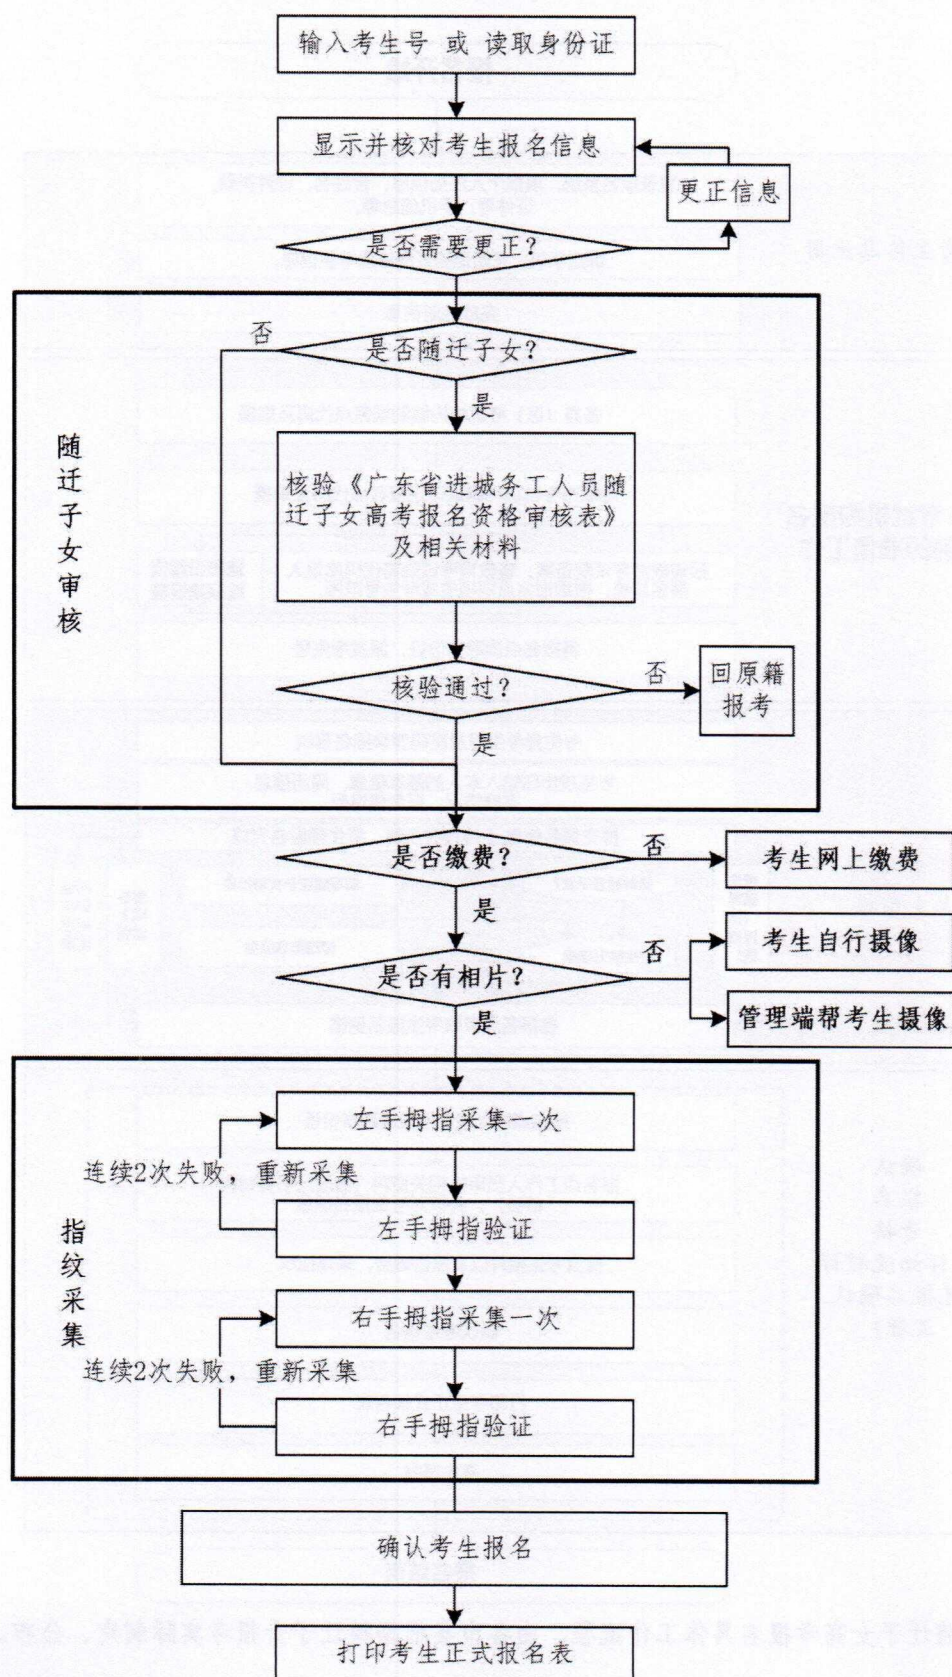 输入考生号 或 读取身份证
显示并核对考生报名信息
更正信息
是否需要更正？
否
是否随迁子女？
是
随迁子女审核
核验《广东省进城务工人员随
迁子女高考报名资格审核表》
及相关材料
核验通过？
否
回原籍
报考
是
是否缴费？
否
考生网上缴费
是
考生自行摄像
是否有相片？
否
管理端帮考生摄像
是
左手拇指采集一次
连续2次失败，重新采集
左手拇指验证
指纹采集
右手拇指采集一次
连续2次失败，重新采集
右手拇指验证
确认考生报名
打印考生正式报名表